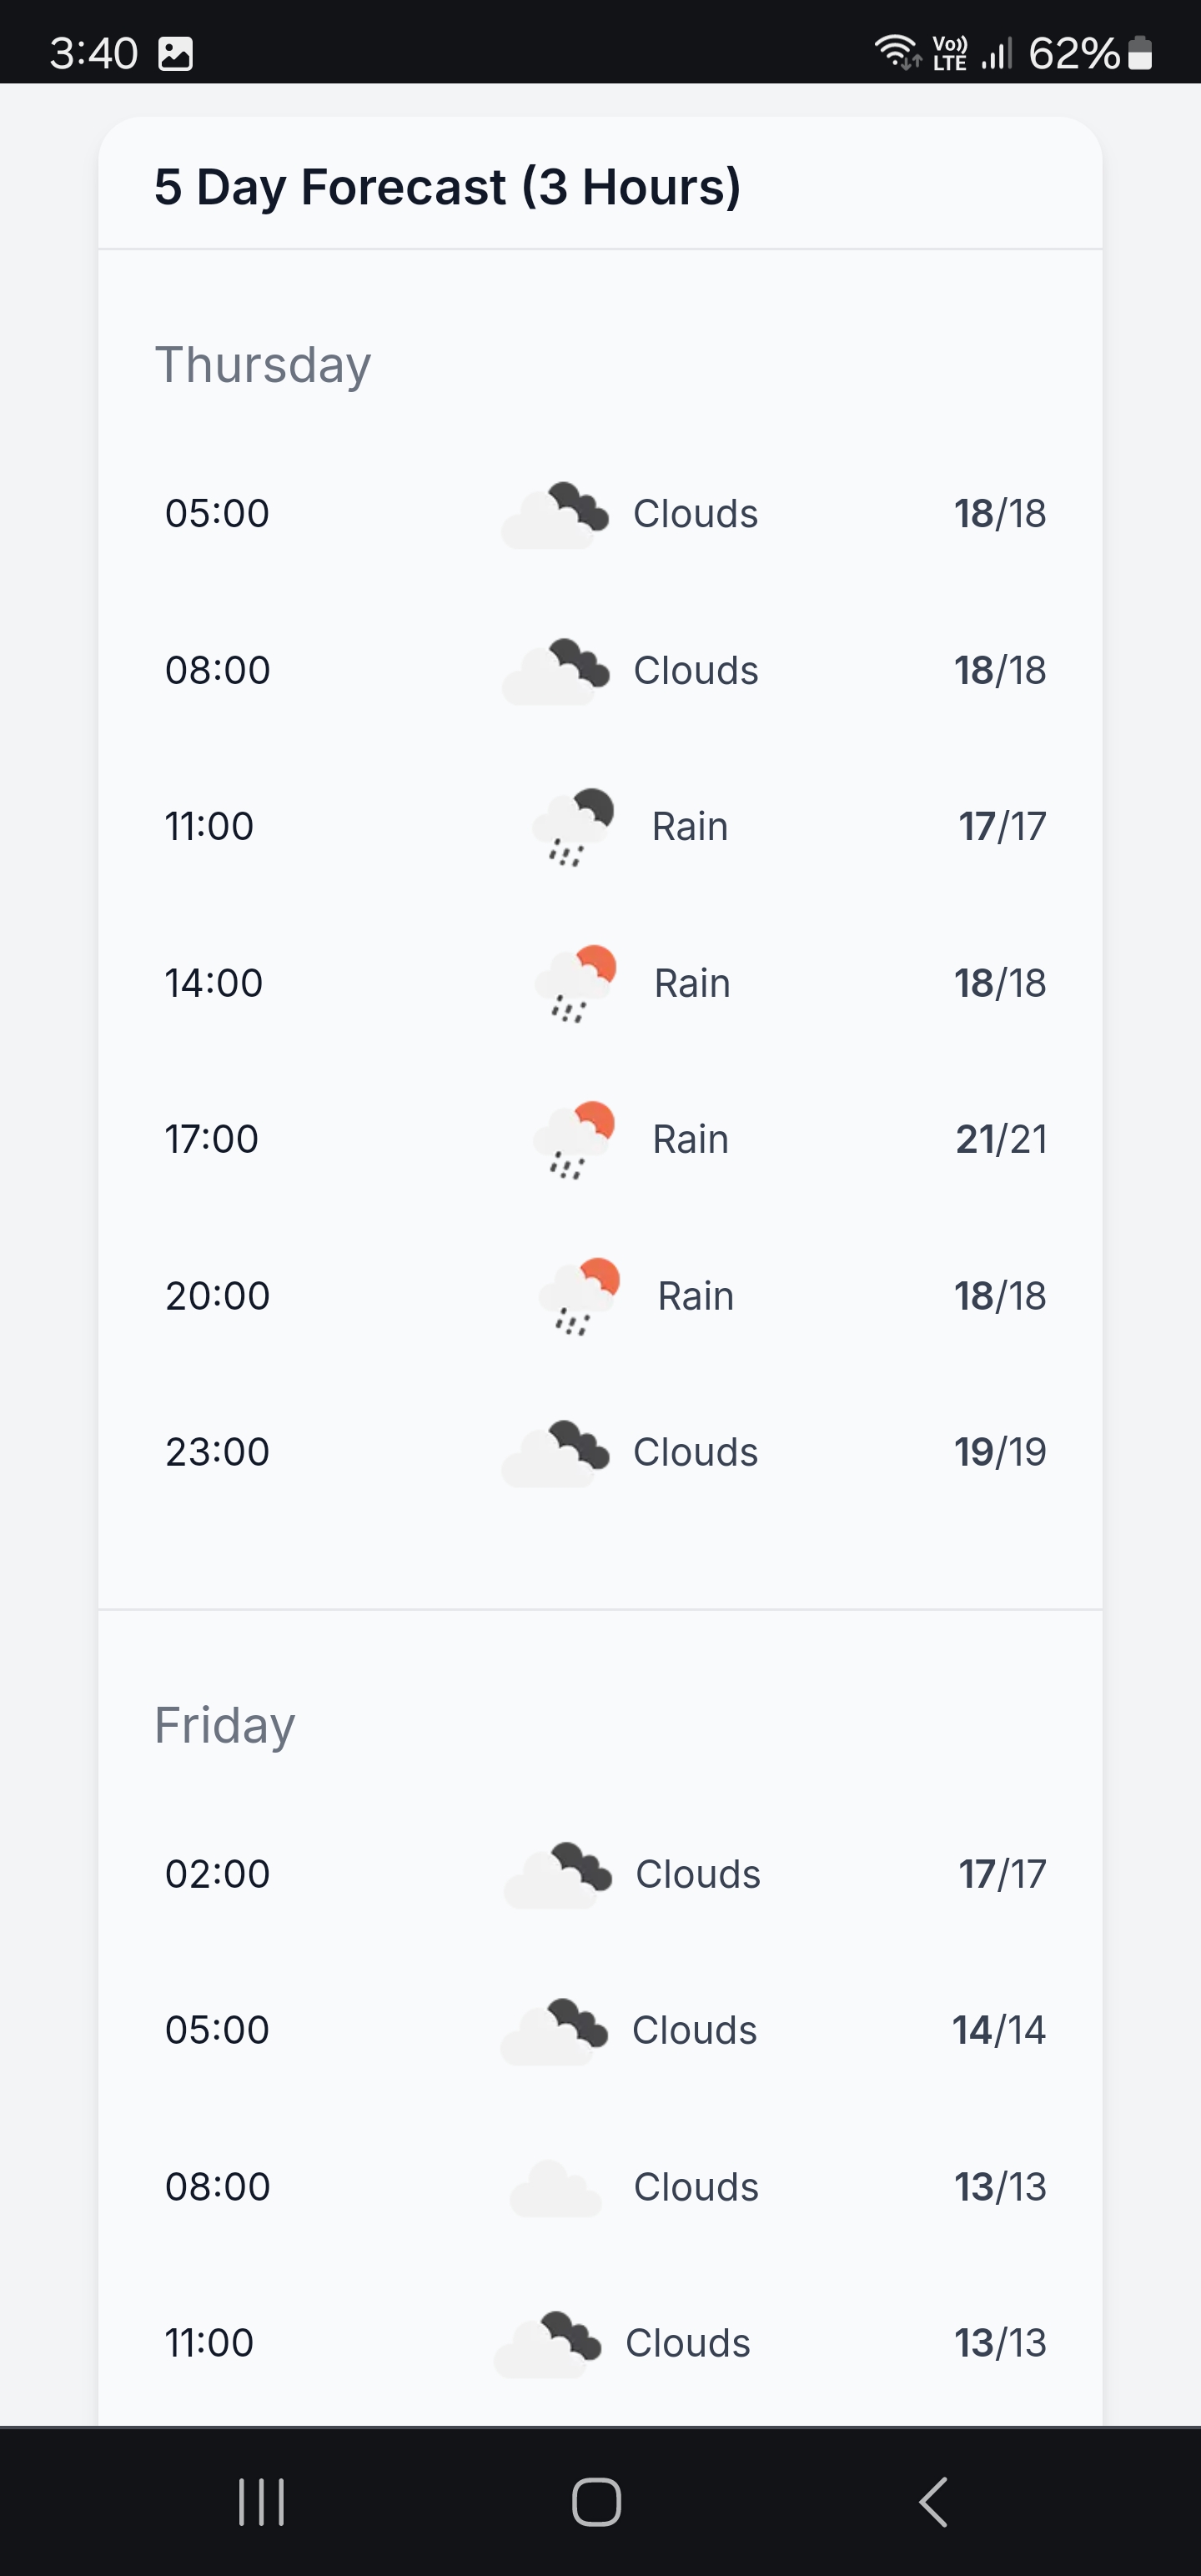 3:40 Vo)) LTE 62%
5 Day Forecast (3 Hours)
Thursday
05:00 Clouds 18/18
08:00 Clouds 18/18
11:00 Rain 17/17
14:00 Rain 18/18
17:00 Rain 21/21
20:00 Rain 18/18
23:00 Clouds 19/19
Friday
02:00 Clouds 17/17
05:00 Clouds 14/14
08:00 Clouds 13/13
11:00 Clouds 13/13